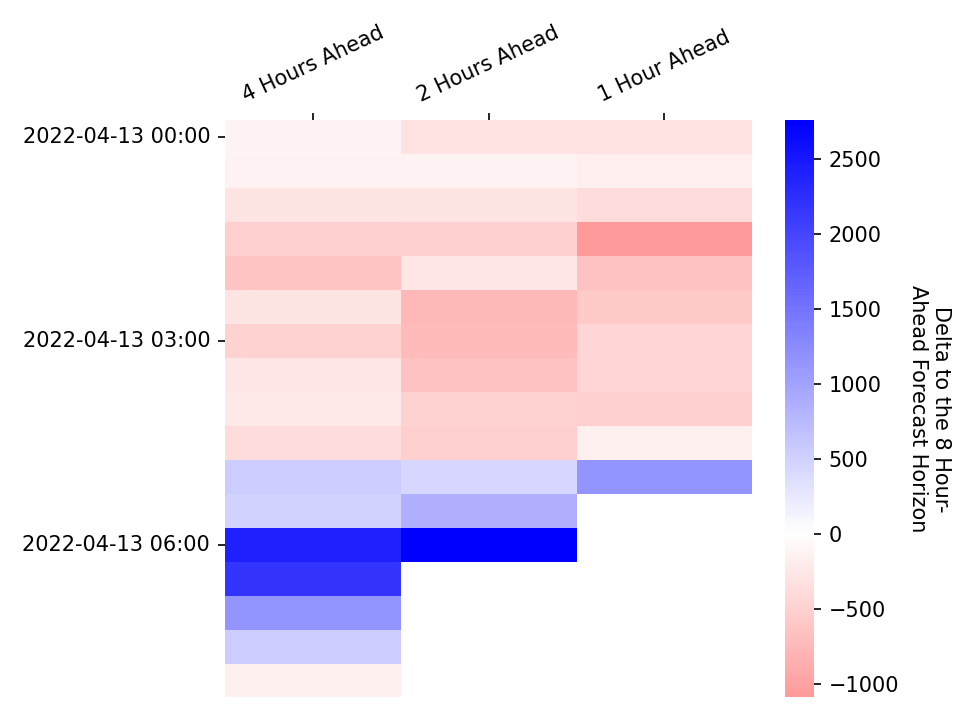 4 Hours Ahead
2 Hours Ahead
1 Hour Ahead
2022-04-13 00:00
2022-04-13 03:00
2022-04-13 06:00
2500
2000
1500
1000
500
0
−500
−1000
Delta to the 8 Hour-
Ahead Forecast Horizon